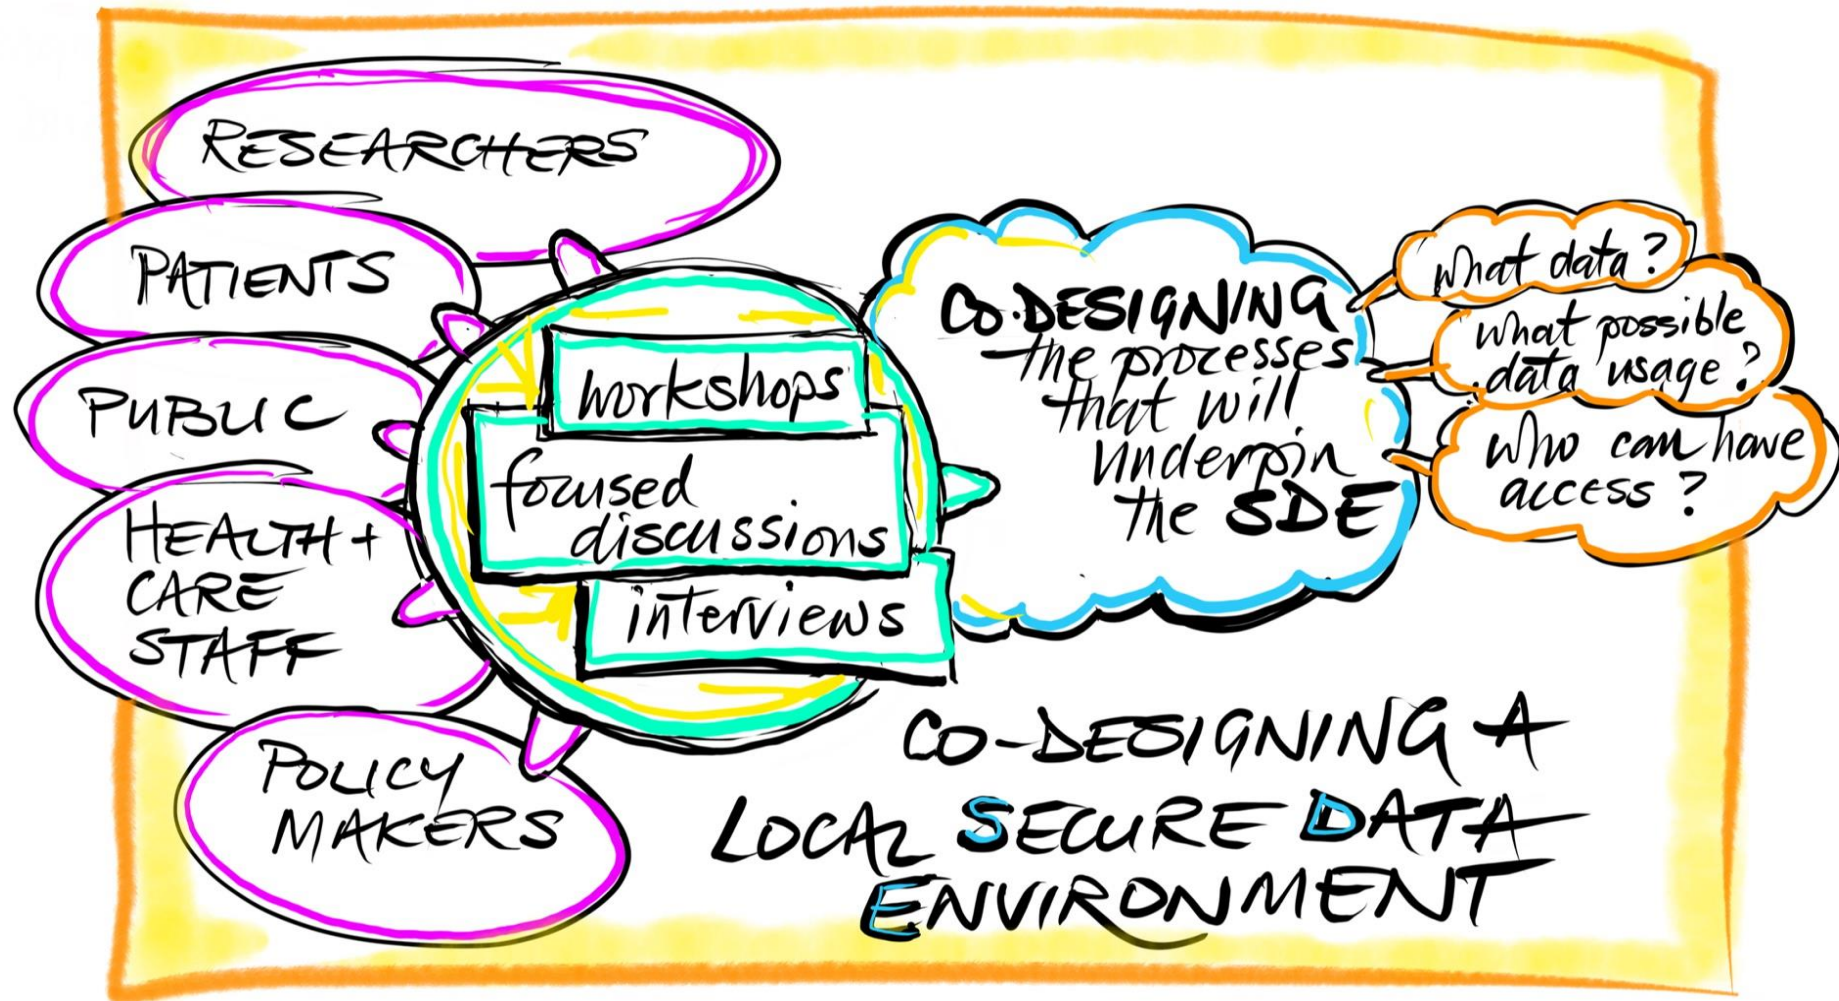 RESEARCHERS
PATIENTS
PUBLIC
HEALTH +
CARE
STAFF
POLICY
MAKERS
workshops
focused
discussions
interviews
CO-DESIGNING
the processes
that will
underpin
the SDE
what data?
what possible
data usage?
who can have
access?
CO-DESIGNING A
LOCAL SECURE DATA
ENVIRONMENT